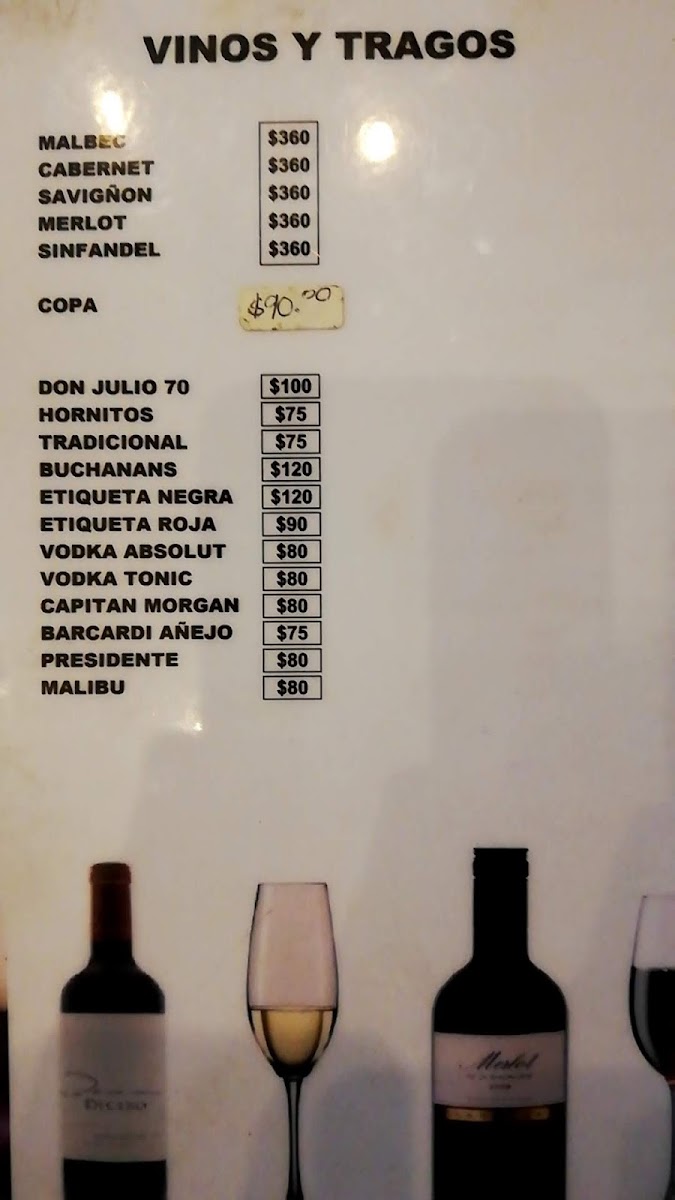 VINOS Y TRAGOS
MALBEC $360
CABERNET $360
SAVIGÑON $360
MERLOT $360
SINFANDEL $360
COPA $90.00
DON JULIO 70 $100
HORNITOS $75
TRADICIONAL $75
BUCHANANS $120
ETIQUETA NEGRA $120
ETIQUETA ROJA $90
VODKA ABSOLUT $80
VODKA TONIC $80
CAPITAN MORGAN $80
BARCARDI AÑEJO $75
PRESIDENTE $80
MALIBU $80
Merlot